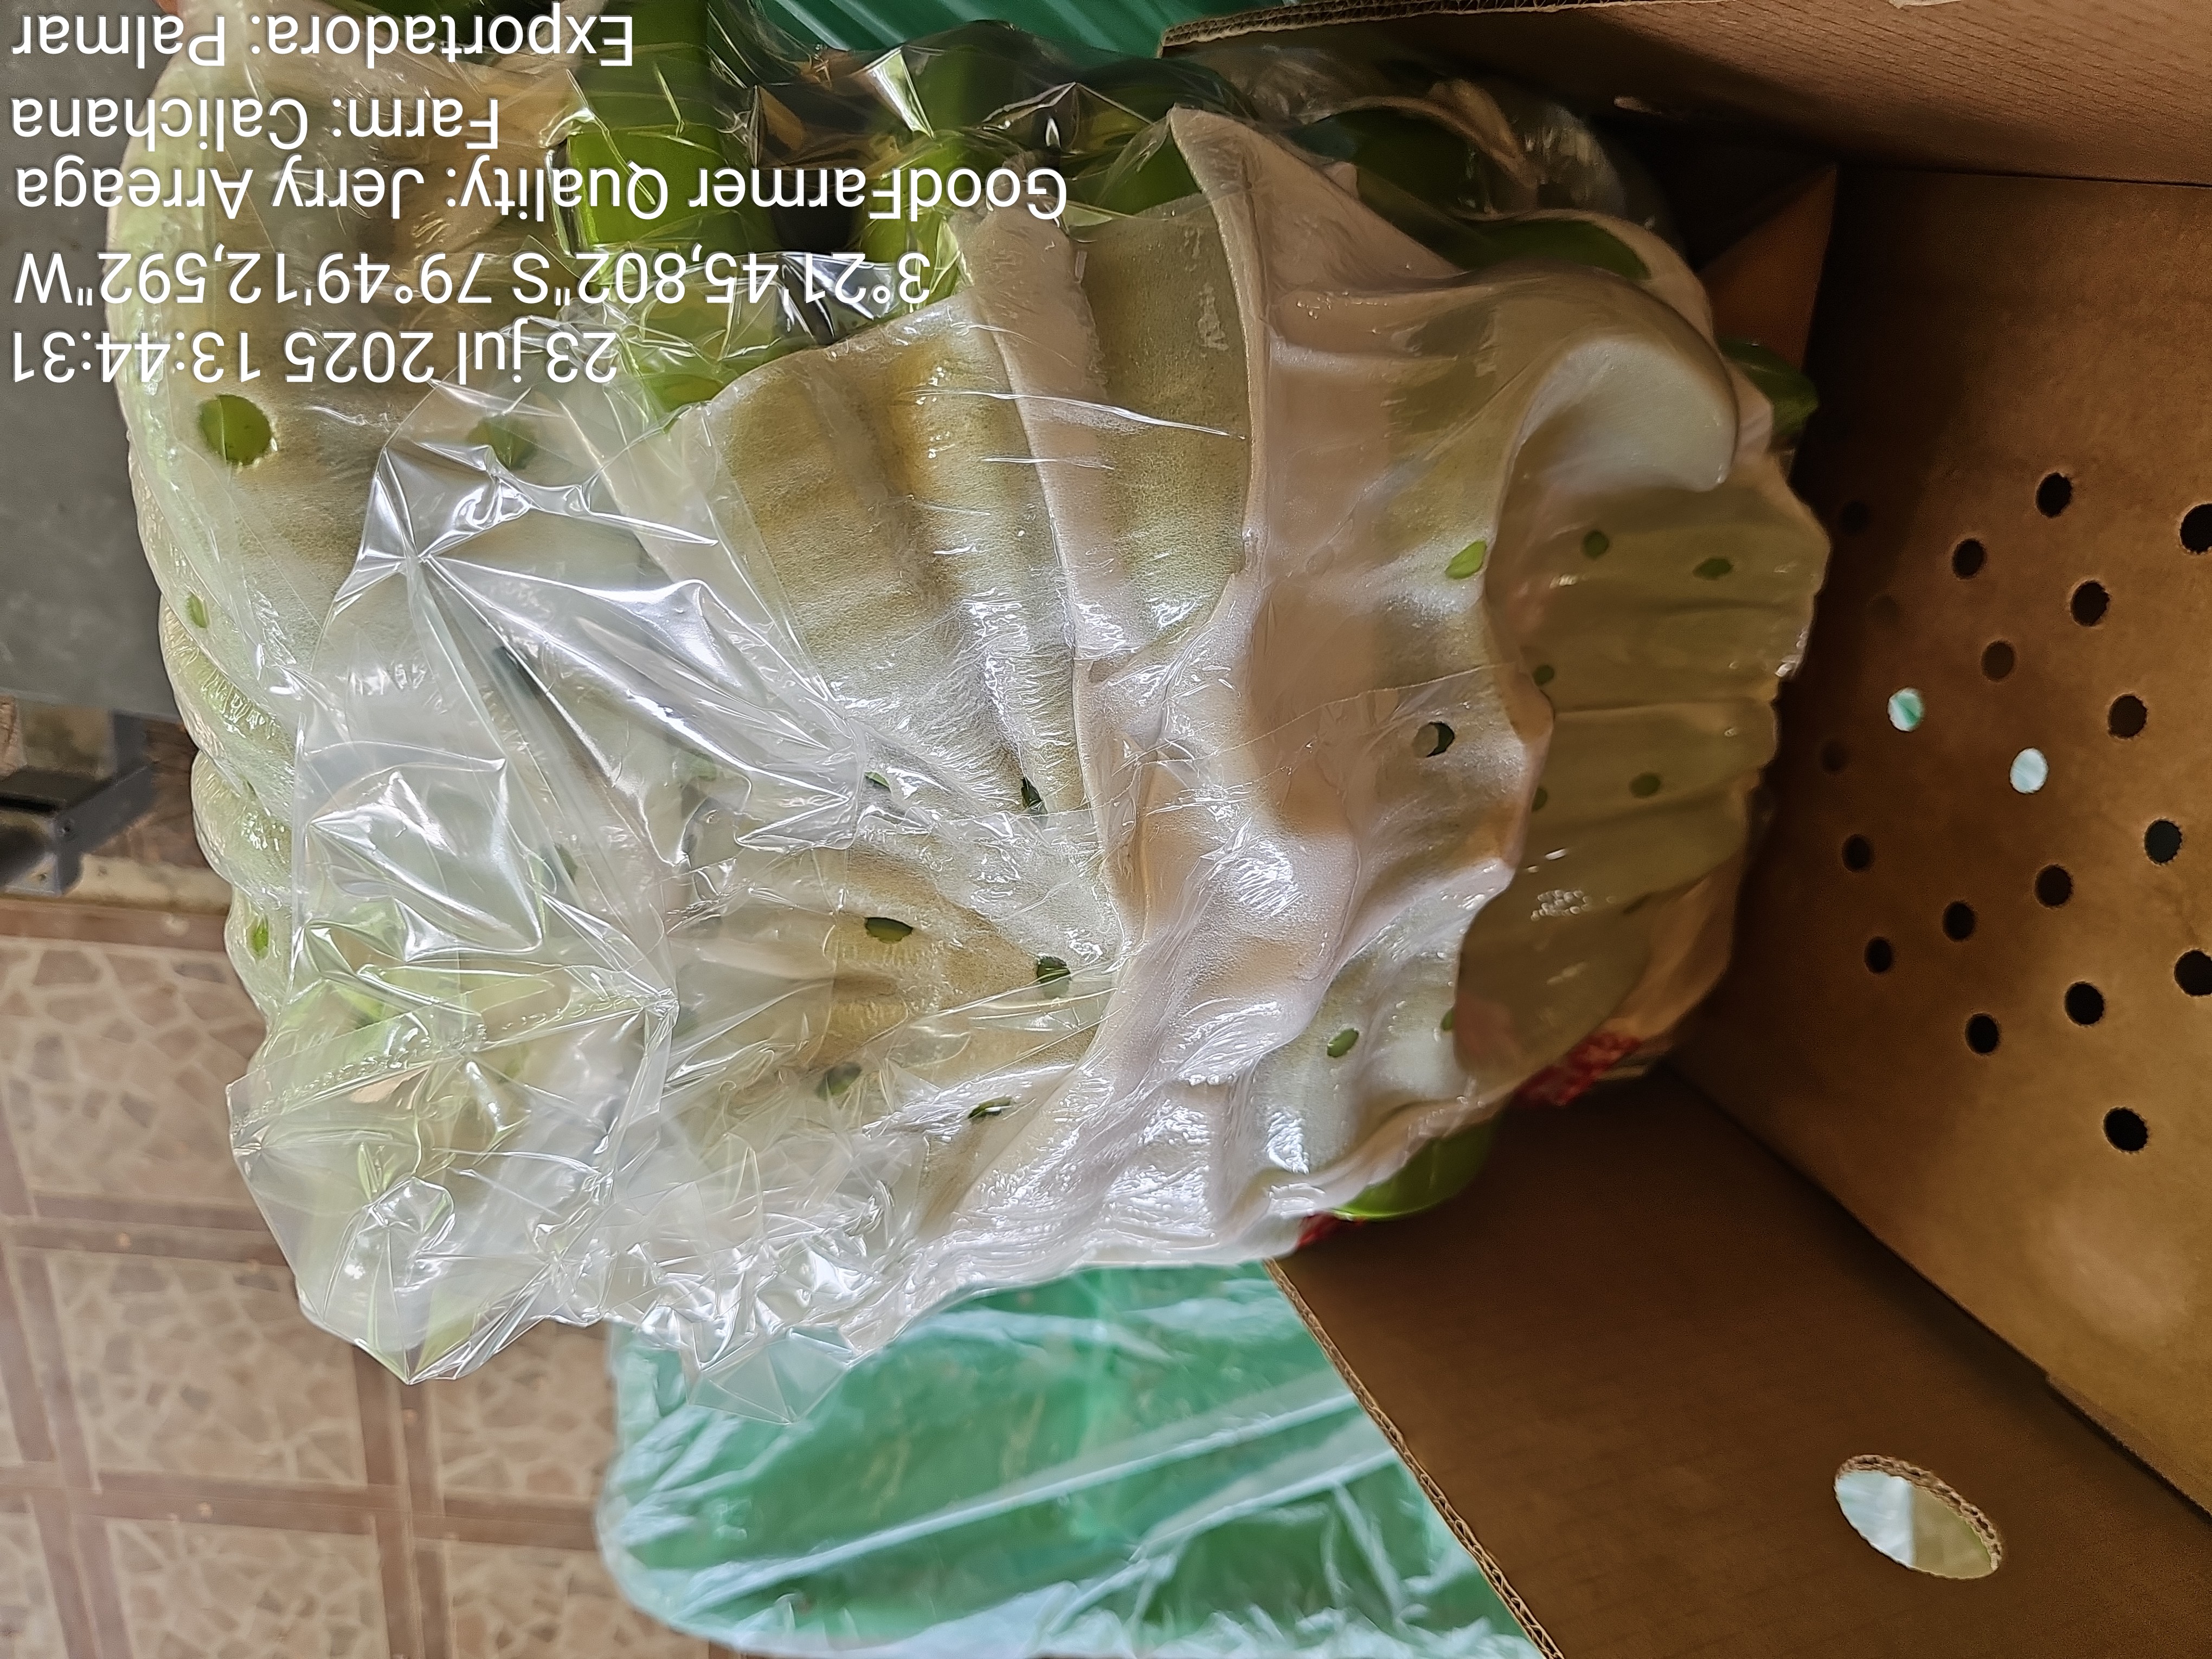 23 jul 2025 13:44:31
3°21'45,802"S 79°49'12,592"W
GoodFarmer Quality: Jerry Arreaga
Farm: Calichana
Exportadora: Palmar